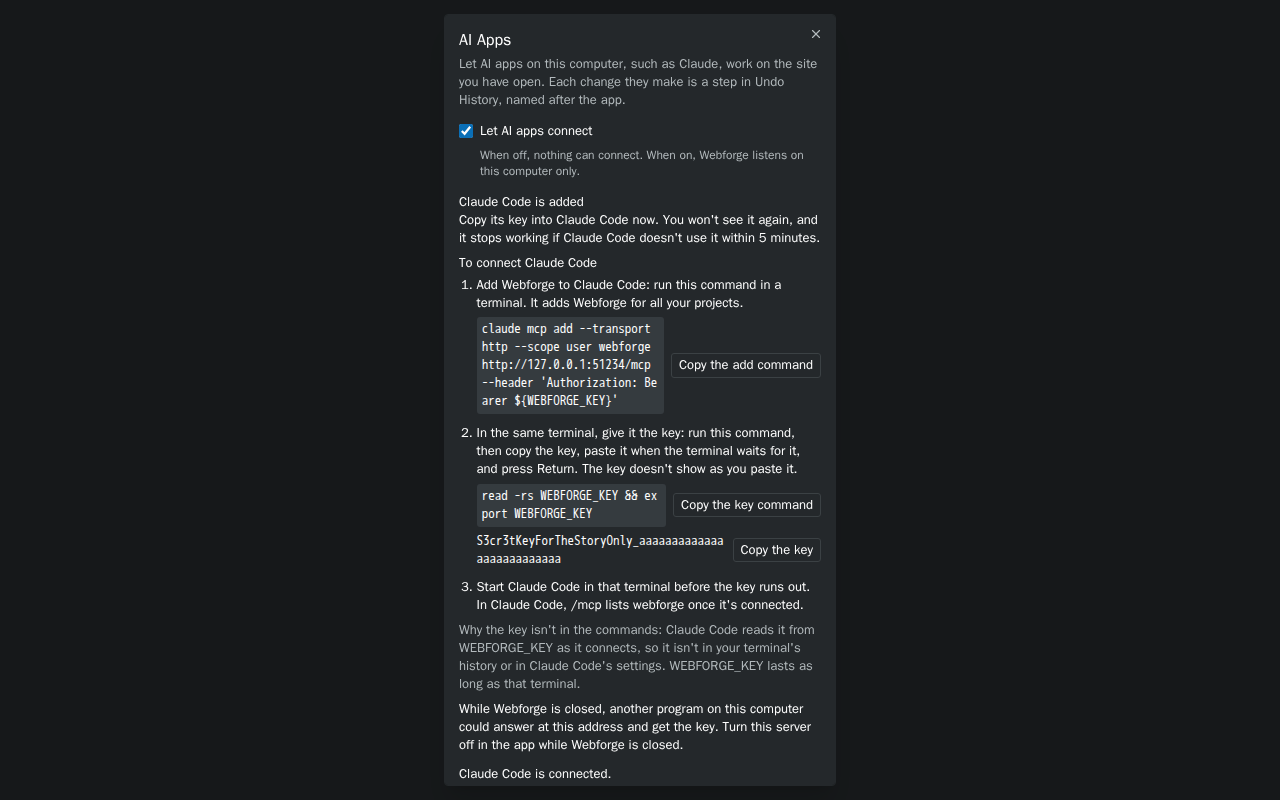 AI Apps
Let AI apps on this computer, such as Claude, work on the site
you have open. Each change they make is a step in Undo
History, named after the app.
Let AI apps connect
When off, nothing can connect. When on, Webforge listens on
this computer only.
Claude Code is added
Copy its key into Claude Code now. You won't see it again, and
it stops working if Claude Code doesn't use it within 5 minutes.
To connect Claude Code
1. Add Webforge to Claude Code: run this command in a
terminal. It adds Webforge for all your projects.
claude mcp add --transport
http --scope user webforge
http://127.0.0.1:51234/mcp
--header 'Authorization: Be
arer ${WEBFORGE_KEY}'
Copy the add command
2. In the same terminal, give it the key: run this command,
then copy the key, paste it when the terminal waits for it,
and press Return. The key doesn't show as you paste it.
read -rs WEBFORGE_KEY && ex
port WEBFORGE_KEY
Copy the key command
S3cr3tKeyForTheStoryOnly_aaaaaaaaaaaaa
aaaaaaaaaaaaa
Copy the key
3. Start Claude Code in that terminal before the key runs out.
In Claude Code, /mcp lists webforge once it's connected.
Why the key isn't in the commands: Claude Code reads it from
WEBFORGE_KEY as it connects, so it isn't in your terminal's
history or in Claude Code's settings. WEBFORGE_KEY lasts as
long as that terminal.
While Webforge is closed, another program on this computer
could answer at this address and get the key. Turn this server
off in the app while Webforge is closed.
Claude Code is connected.